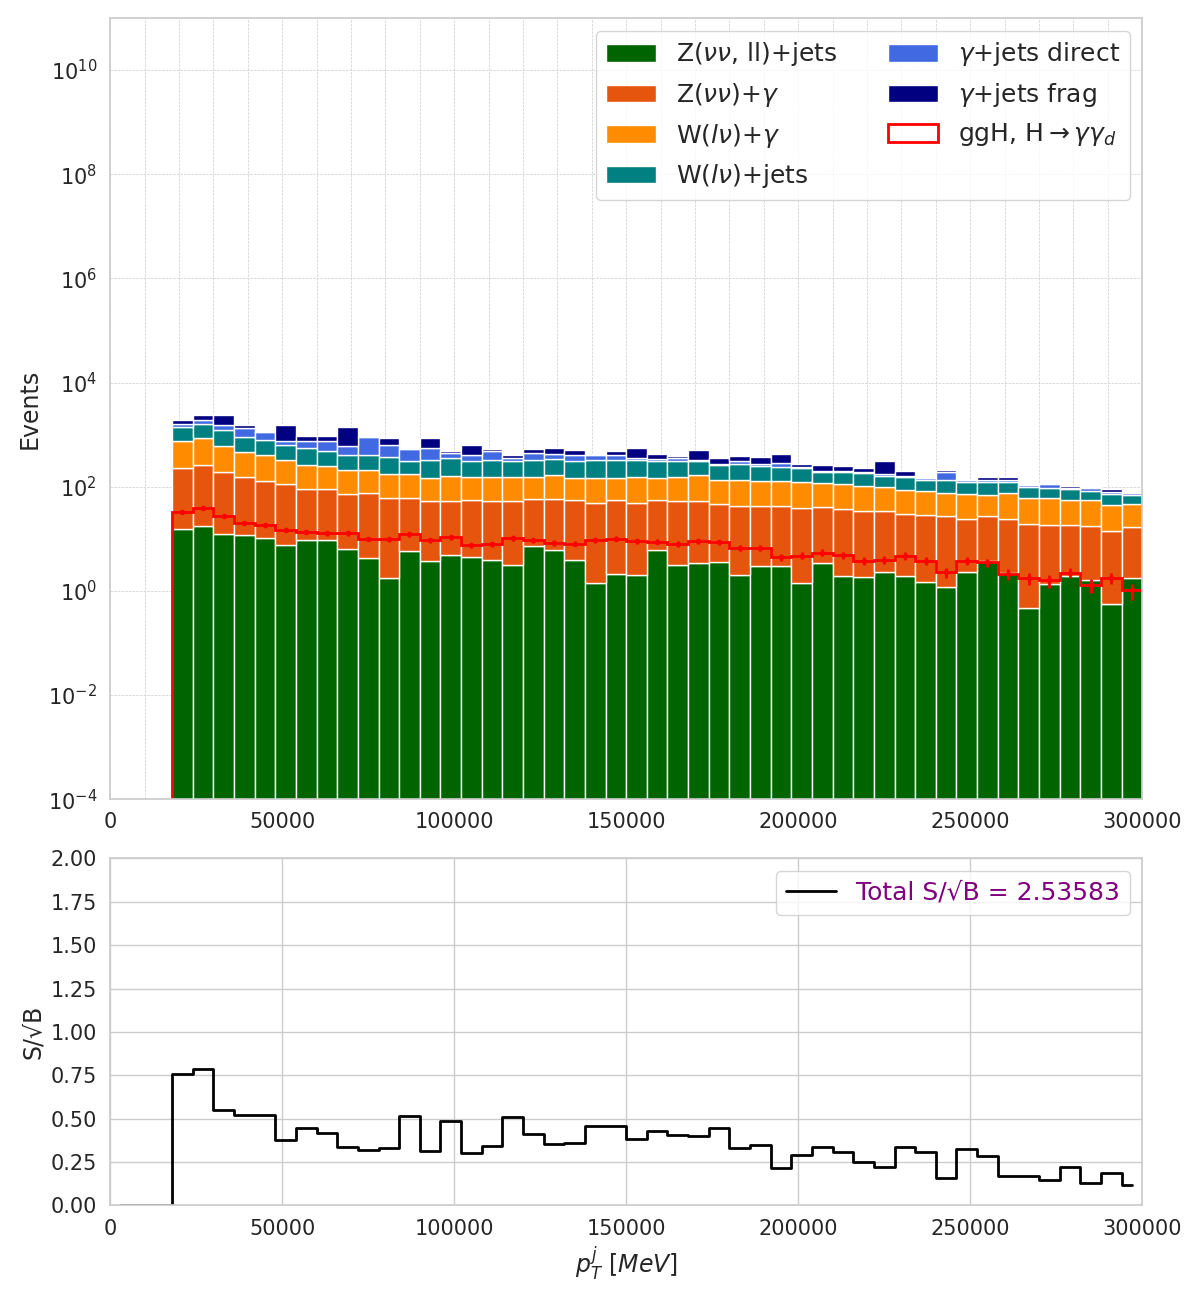 Z(νν, ll)+jets
Z(νν)+γ
W(lν)+γ
W(lν)+jets
γ+jets direct
γ+jets frag
ggH, H→γγ_d
Events
10^10
10^8
10^6
10^4
10^2
10^0
10^−2
10^−4
0 50000 100000 150000 200000 250000 300000
Total S/√B = 2.53583
S/√B
2.00
1.75
1.50
1.25
1.00
0.75
0.50
0.25
0.00
0 50000 100000 150000 200000 250000 300000
p_T^j [MeV]